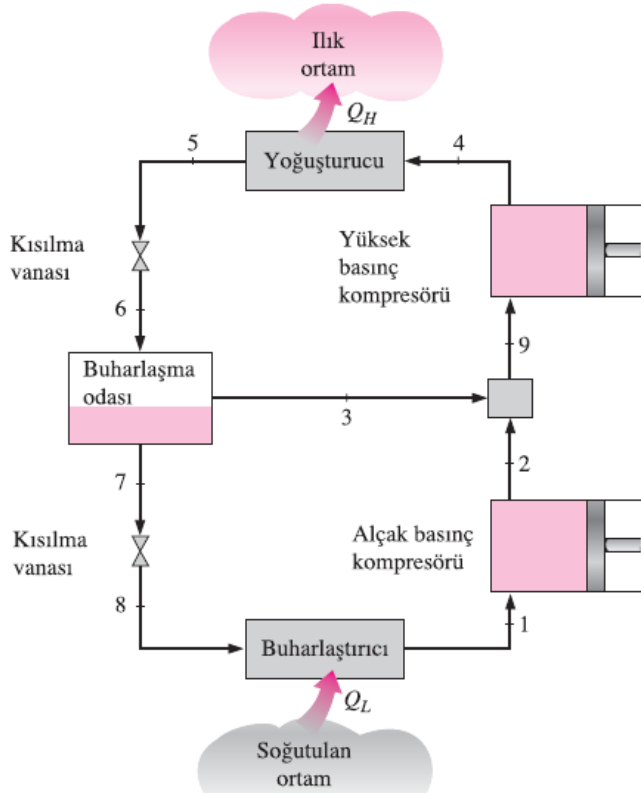 Ilık
ortam
Q_H
5
4
Yoğuşturucu
Kısılma
vanası
Yüksek
basınç
kompresörü
6
9
Buharlaşma
odası
3
7
2
Kısılma
vanası
Alçak basınç
kompresörü
8
1
Buharlaştırıcı
Q_L
Soğutulan
ortam